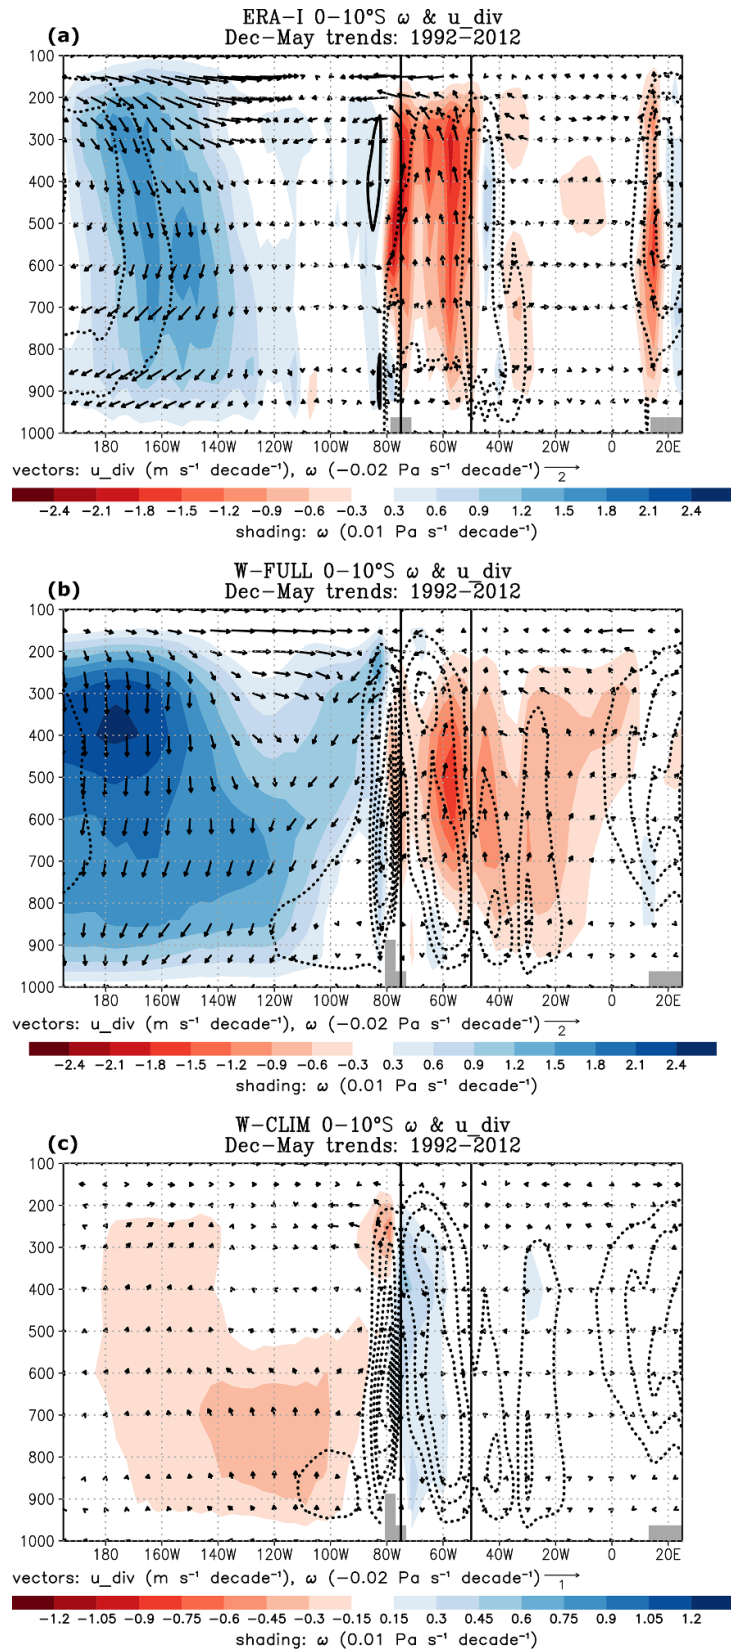 (a)
ERA-I 0-10°S ω & u_div
Dec-May trends: 1992-2012
100
200
300
400
500
600
700
800
900
1000
180 160W 140W 120W 100W 80W 60W 40W 20W 0 20E
vectors: u_div (m s⁻¹ decade⁻¹), ω (-0.02 Pa s⁻¹ decade⁻¹) 2
-2.4 -2.1 -1.8 -1.5 -1.2 -0.9 -0.6 -0.3 0.3 0.6 0.9 1.2 1.5 1.8 2.1 2.4
shading: ω (0.01 Pa s⁻¹ decade⁻¹)
(b)
W-FULL 0-10°S ω & u_div
Dec-May trends: 1992-2012
100
200
300
400
500
600
700
800
900
1000
180 160W 140W 120W 100W 80W 60W 40W 20W 0 20E
vectors: u_div (m s⁻¹ decade⁻¹), ω (-0.02 Pa s⁻¹ decade⁻¹) 2
-2.4 -2.1 -1.8 -1.5 -1.2 -0.9 -0.6 -0.3 0.3 0.6 0.9 1.2 1.5 1.8 2.1 2.4
shading: ω (0.01 Pa s⁻¹ decade⁻¹)
(c)
W-CLIM 0-10°S ω & u_div
Dec-May trends: 1992-2012
100
200
300
400
500
600
700
800
900
1000
180 160W 140W 120W 100W 80W 60W 40W 20W 0 20E
vectors: u_div (m s⁻¹ decade⁻¹), ω (-0.02 Pa s⁻¹ decade⁻¹) 1
-1.2 -1.05 -0.9 -0.75 -0.6 -0.45 -0.3 -0.15 0.15 0.3 0.45 0.6 0.75 0.9 1.05 1.2
shading: ω (0.01 Pa s⁻¹ decade⁻¹)